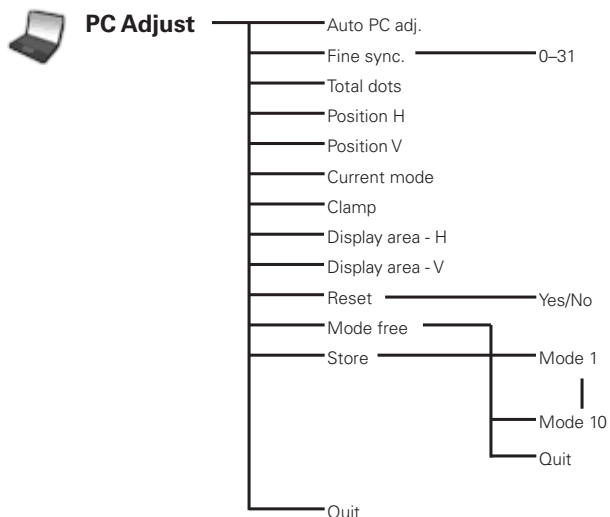 PC Adjust
Auto PC adj.
Fine sync. 0–31
Total dots
Position H
Position V
Current mode
Clamp
Display area - H
Display area - V
Reset Yes/No
Mode free
Store Mode 1
Mode 10
Quit
Quit